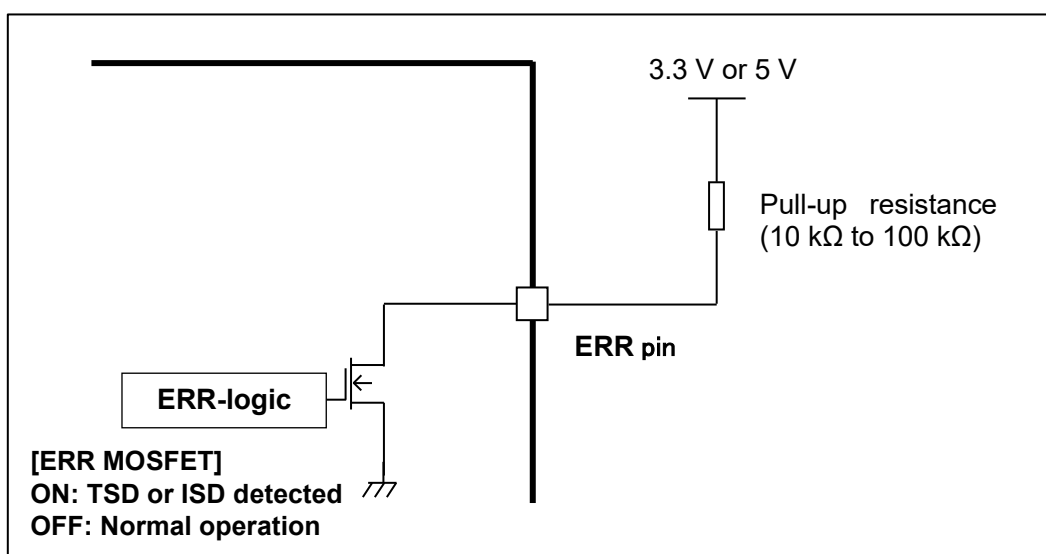 3.3 V or 5 V
Pull-up resistance
(10 kΩ to 100 kΩ)
ERR pin
ERR-logic
[ERR MOSFET]
ON: TSD or ISD detected
OFF: Normal operation